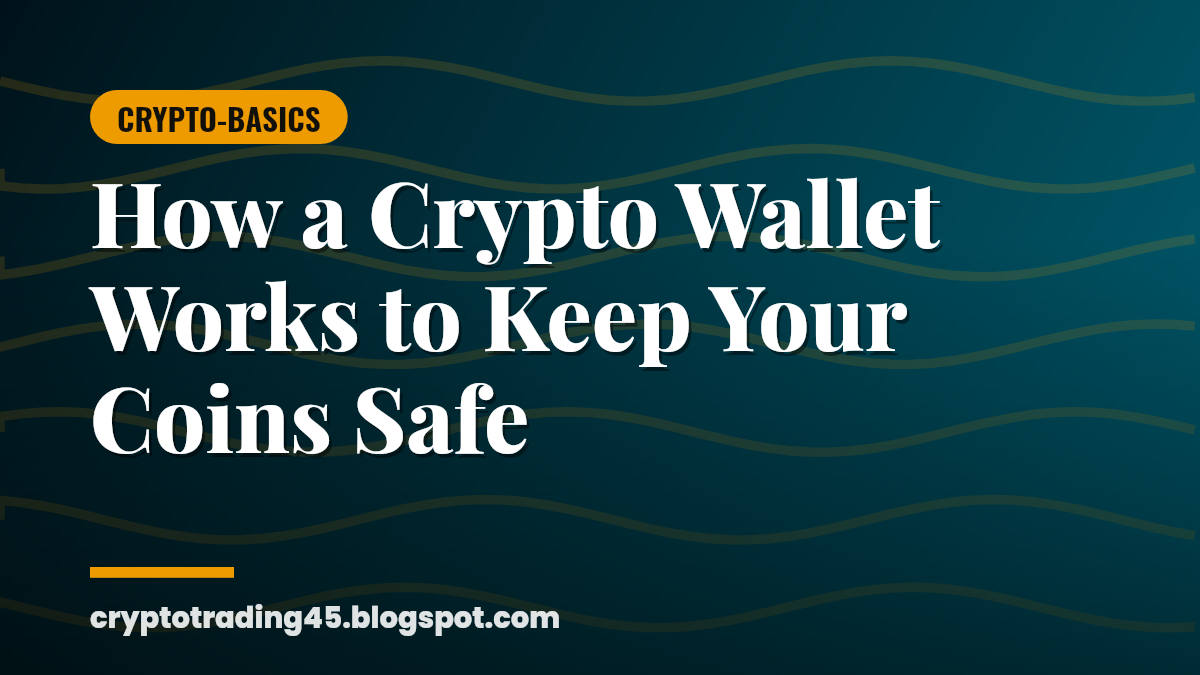 CRYPTO-BASICS
How a Crypto Wallet
Works to Keep Your
Coins Safe
cryptotrading45.blogspot.com